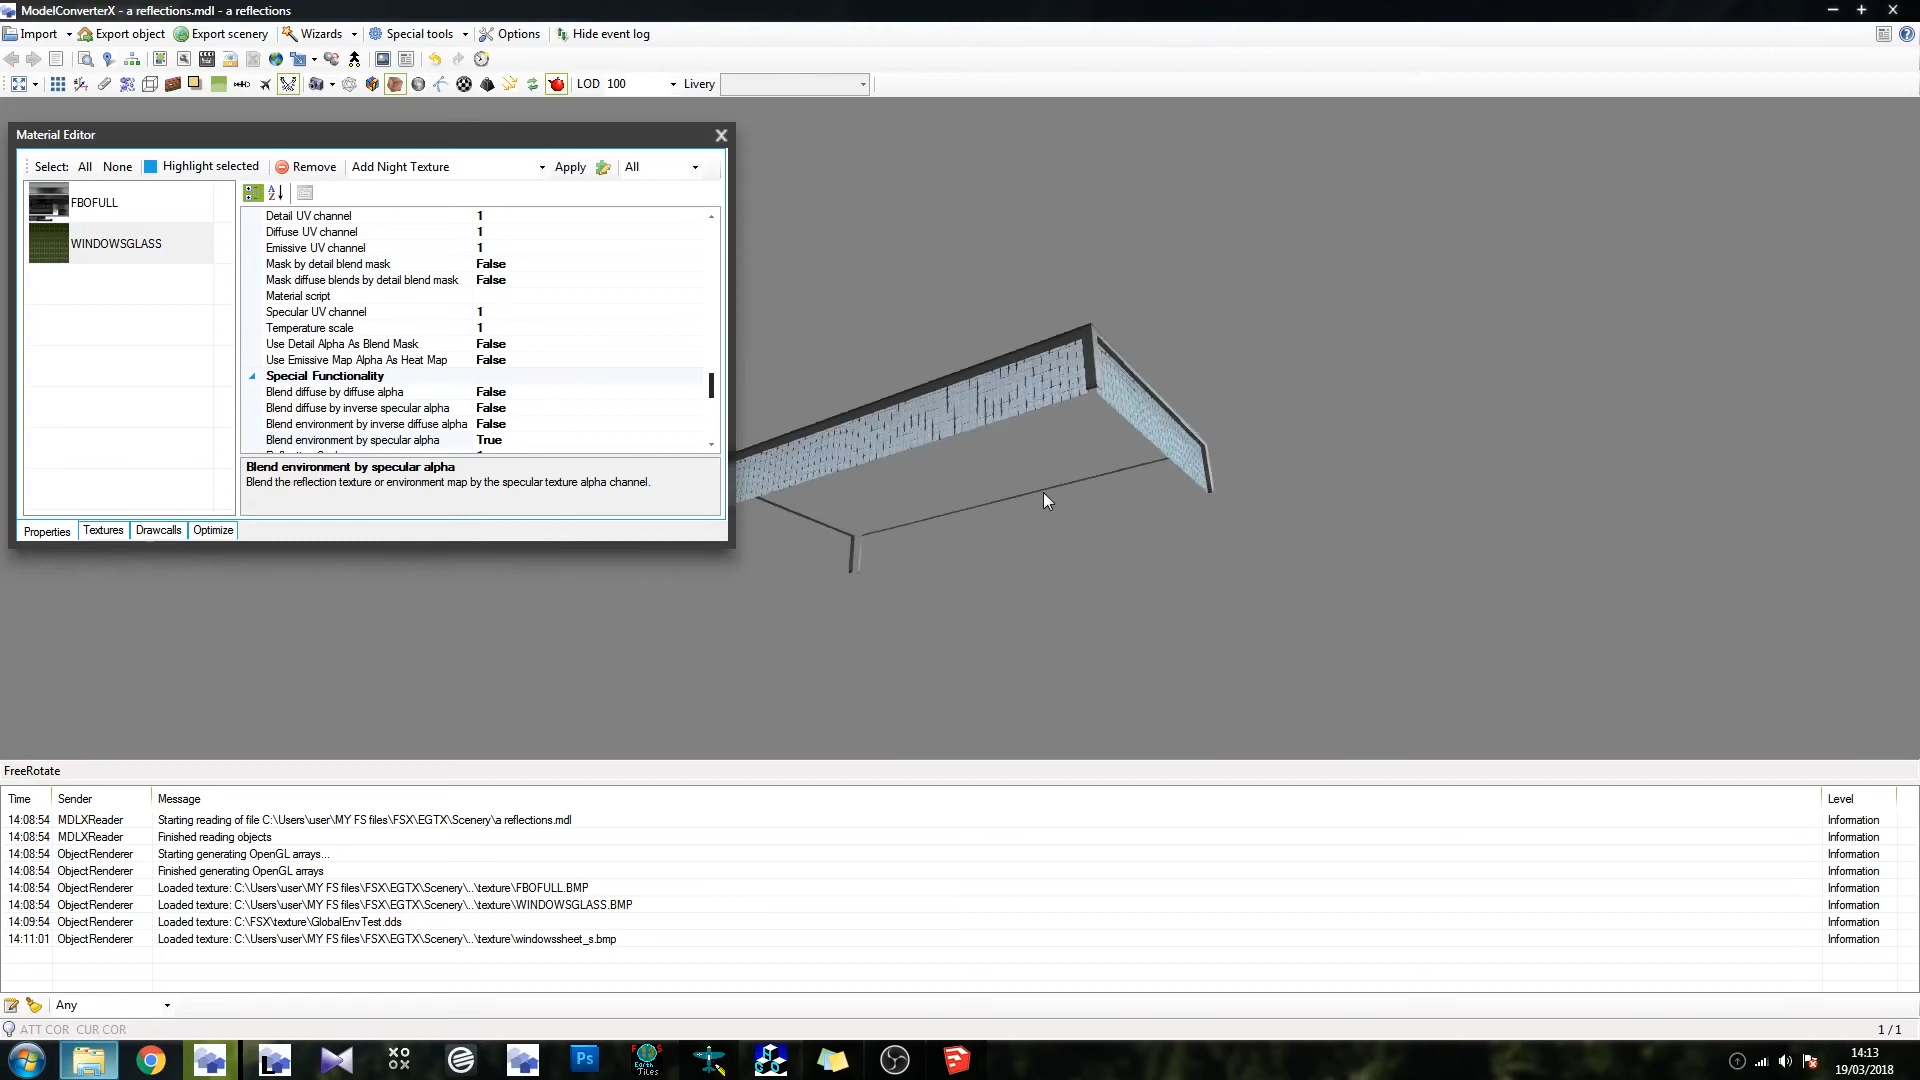 ModelConverterX - a reflections.mdl - a reflections
Import Export object Export scenery Wizards Special tools Options Hide event log
LOD 100 Livery
Material Editor
Select: All None Highlight selected Remove Add Night Texture Apply All
FBOFULL
WINDOWSGLASS
Detail UV channel 1
Diffuse UV channel 1
Emissive UV channel 1
Mask by detail blend mask False
Mask diffuse blends by detail blend mask False
Material script
Specular UV channel 1
Temperature scale 1
Use Detail Alpha As Blend Mask False
Use Emissive Map Alpha As Heat Map False
Special Functionality
Blend diffuse by diffuse alpha False
Blend diffuse by inverse specular alpha False
Blend environment by inverse diffuse alpha False
Blend environment by specular alpha True
Blend environment by specular alpha
Blend the reflection texture or environment map by the specular texture alpha channel.
Properties Textures Drawcalls Optimize
FreeRotate
Time Sender Message Level
14:08:54 MDLXReader Starting reading of file C:\Users\user\MY FS files\FSX\EGTX\Scenery\a reflections.mdl Information
14:08:54 MDLXReader Finished reading objects Information
14:08:54 ObjectRenderer Starting generating OpenGL arrays... Information
14:08:54 ObjectRenderer Finished generating OpenGL arrays Information
14:08:54 ObjectRenderer Loaded texture: C:\Users\user\MY FS files\FSX\EGTX\Scenery\..\texture\FBOFULL.BMP Information
14:08:54 ObjectRenderer Loaded texture: C:\Users\user\MY FS files\FSX\EGTX\Scenery\..\texture\WINDOWSGLASS.BMP Information
14:09:54 ObjectRenderer Loaded texture: C:\FSX\texture\GlobalEnvTest.dds Information
14:11:01 ObjectRenderer Loaded texture: C:\Users\user\MY FS files\FSX\EGTX\Scenery\..\texture\windowssheet_s.bmp Information
Any
ATT COR CUR COR 1 / 1
Ps
Earth Tiles
14:13
19/03/2018